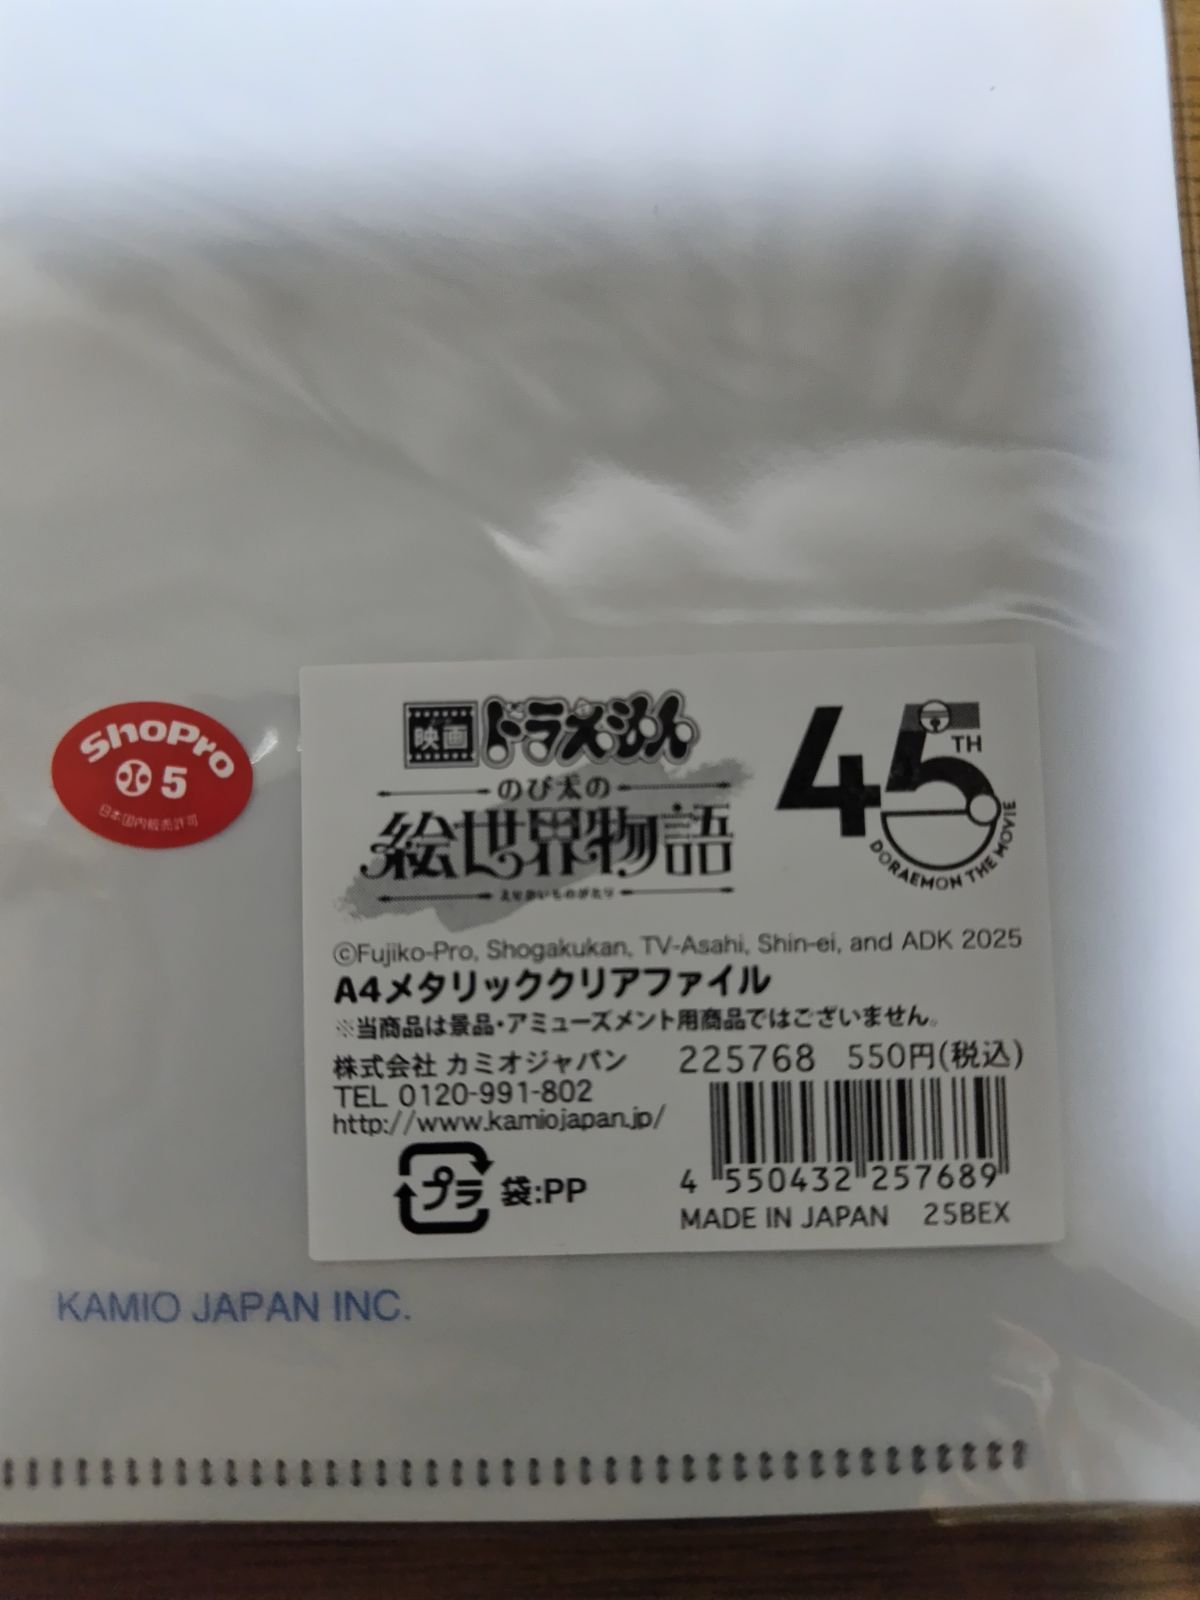 ShoPro
5
日本国内販売許可
映画 ドラえもん
のび太の
絵世界物語
えせかいものがたり
45TH
DORAEMON THE MOVIE
©Fujiko-Pro, Shogakukan, TV-Asahi, Shin-ei, and ADK 2025
A4メタリッククリアファイル
※当商品は景品・アミューズメント用商品ではございません。
株式会社 カミオジャパン
225768 550円(税込)
TEL 0120-991-802
http://www.kamiojapan.jp/
プラ 袋:PP
4 550432 257689
MADE IN JAPAN 25BEX
KAMIO JAPAN INC.